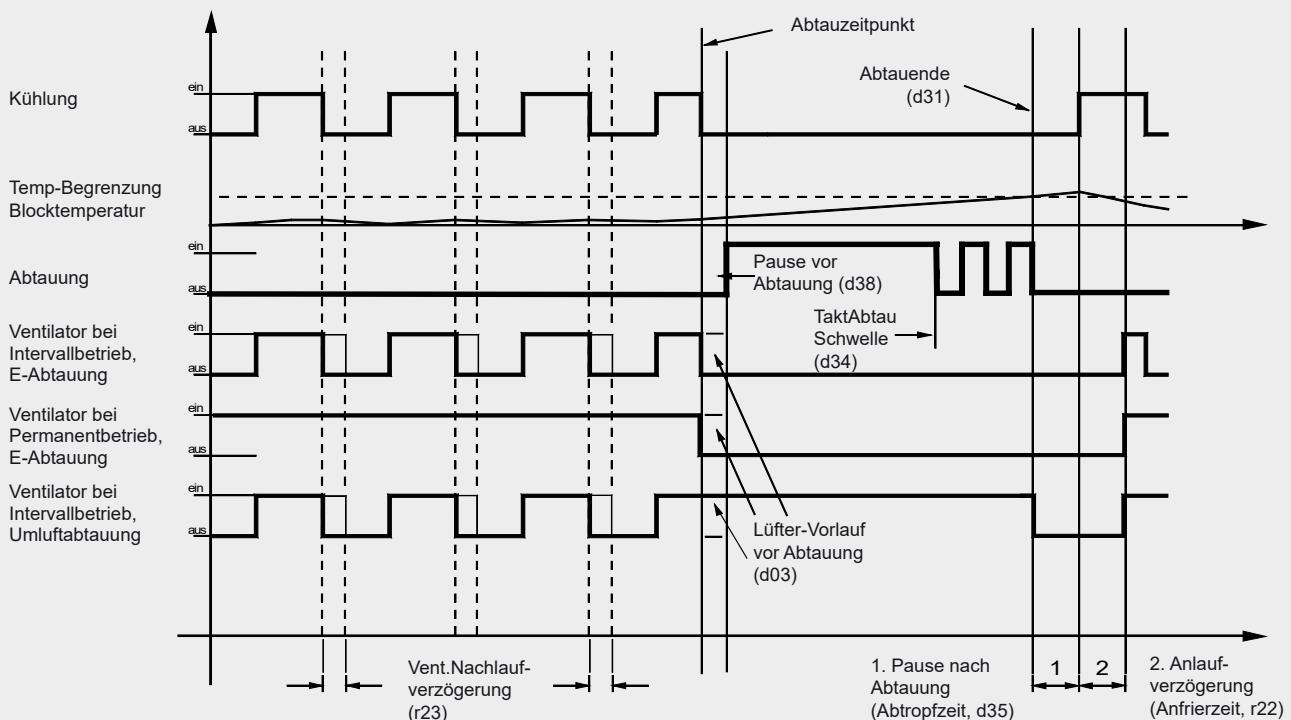 Abtauzeitpunkt
Abtauende
(d31)
Kühlung
ein
aus
Temp-Begrenzung
Blocktemperatur
Abtauung
ein
aus
Pause vor
Abtauung (d38)
TaktAbtau
Schwelle
(d34)
Ventilator bei
Intervallbetrieb,
E-Abtauung
ein
aus
Ventilator bei
Permanentbetrieb,
E-Abtauung
ein
aus
Ventilator bei
Intervallbetrieb,
Umluftabtauung
ein
aus
Lüfter-Vorlauf
vor Abtauung
(d03)
Vent.Nachlauf-
verzögerung
(r23)
1. Pause nach
Abtauung
(Abtropfzeit, d35)
1
2
2. Anlauf-
verzögerung
(Anfrierzeit, r22)